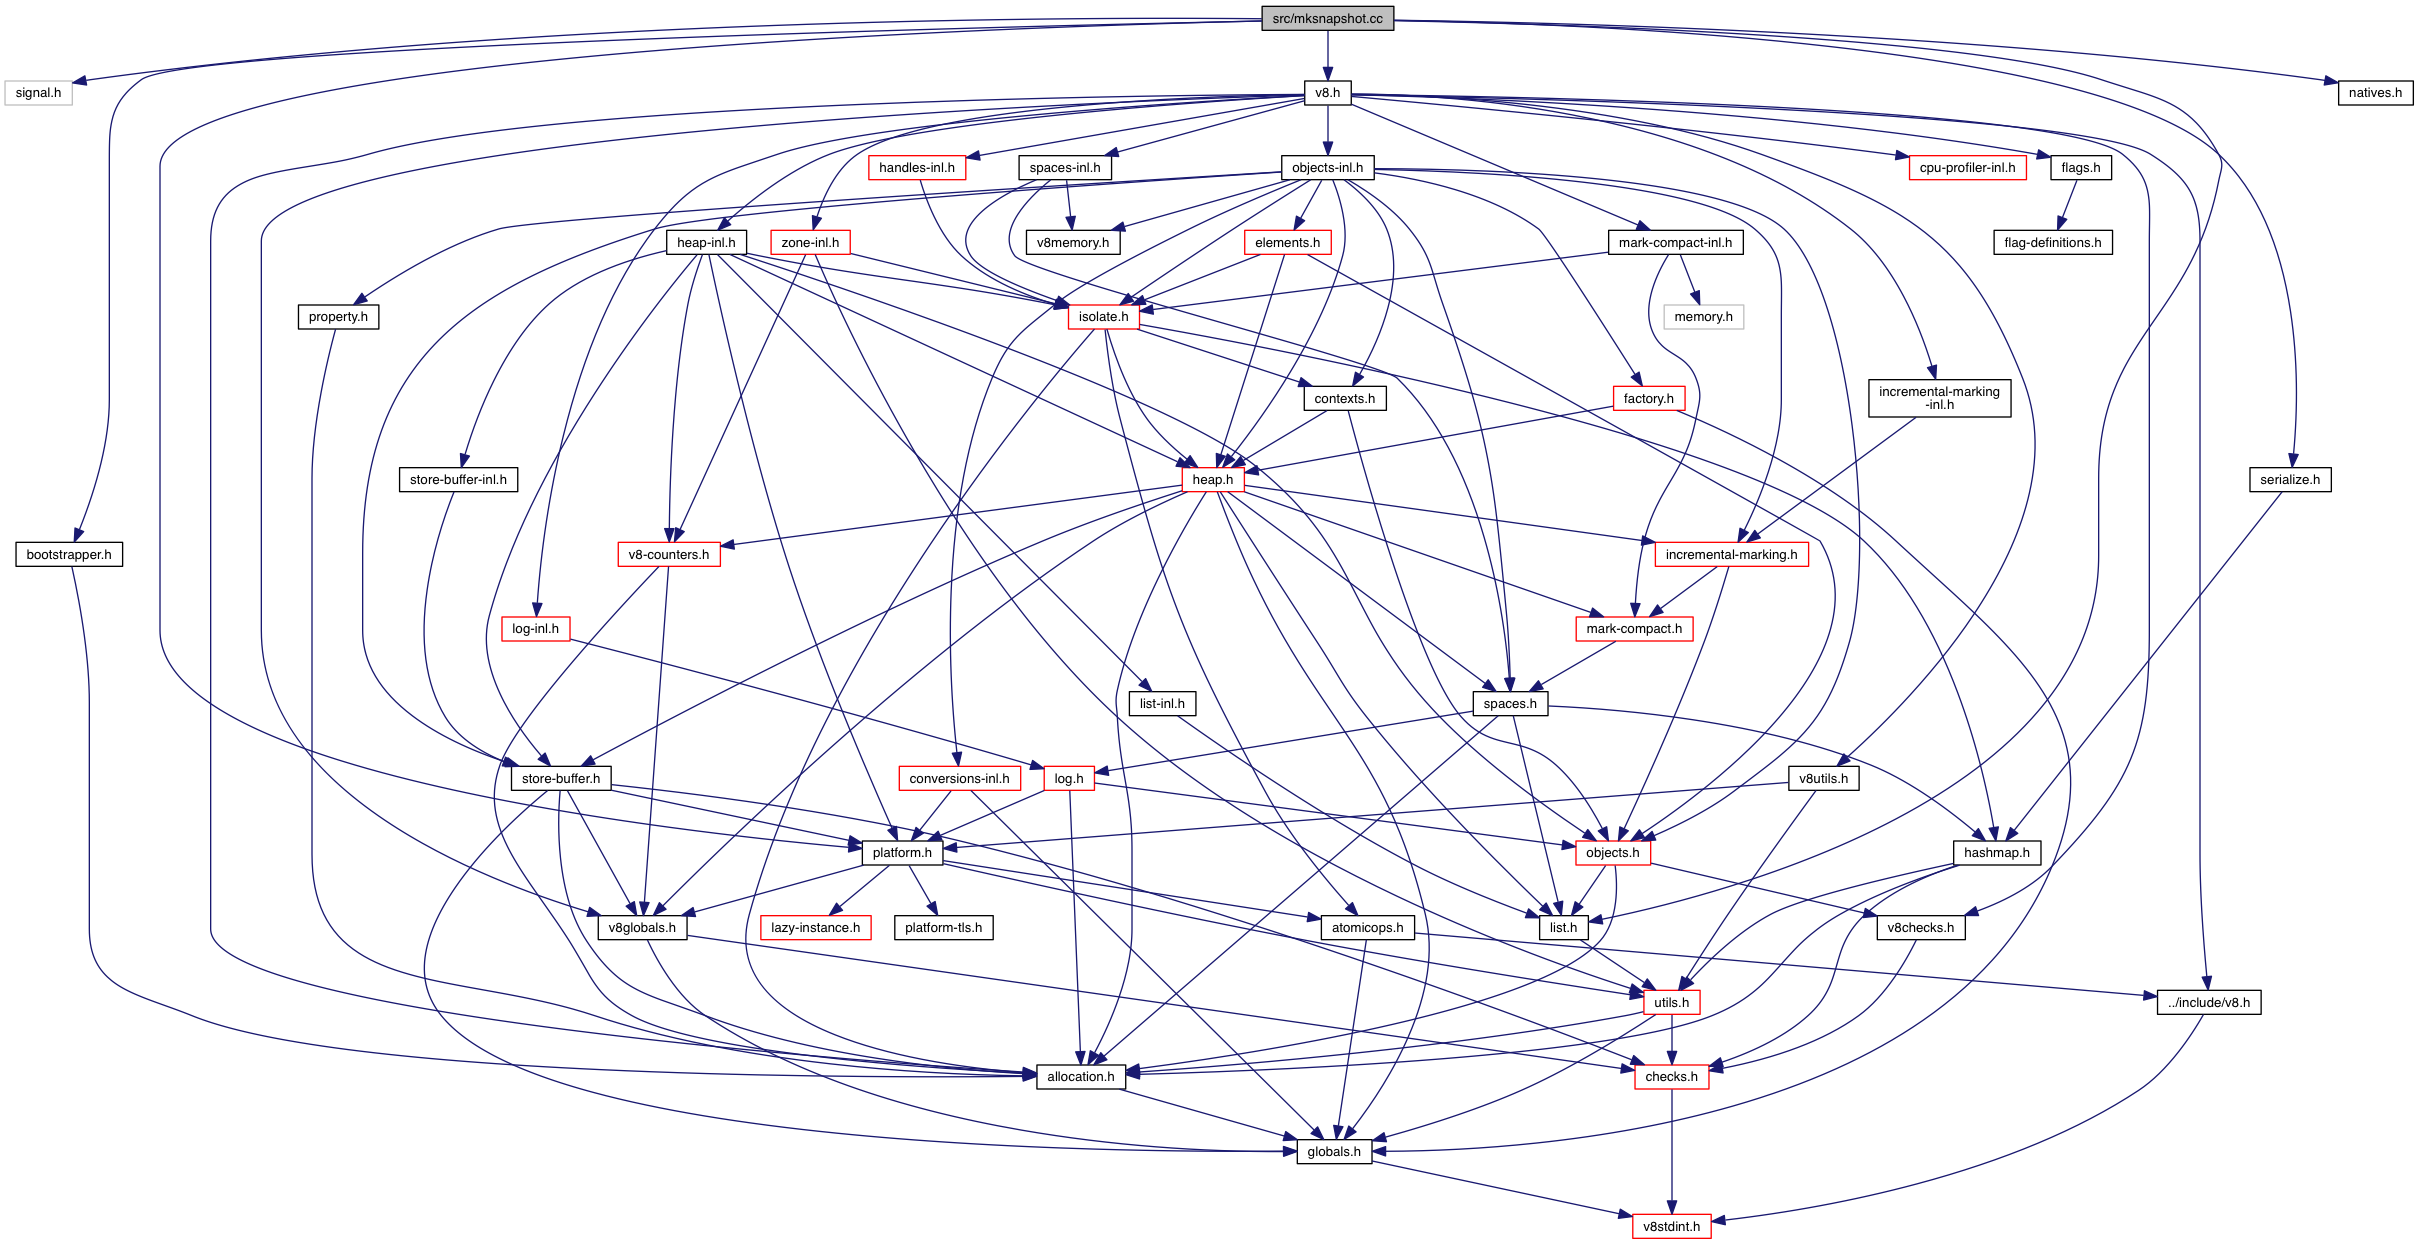 src/mksnapshot.cc
signal.h
v8.h
natives.h
handles-inl.h
spaces-inl.h
objects-inl.h
cpu-profiler-inl.h
flags.h
heap-inl.h
zone-inl.h
v8memory.h
elements.h
mark-compact-inl.h
flag-definitions.h
property.h
isolate.h
memory.h
contexts.h
factory.h
incremental-marking
-inl.h
store-buffer-inl.h
heap.h
serialize.h
bootstrapper.h
v8-counters.h
incremental-marking.h
log-inl.h
mark-compact.h
list-inl.h
spaces.h
store-buffer.h
conversions-inl.h
log.h
v8utils.h
platform.h
objects.h
hashmap.h
v8globals.h
lazy-instance.h
platform-tls.h
atomicops.h
list.h
v8checks.h
utils.h
../include/v8.h
allocation.h
checks.h
globals.h
v8stdint.h